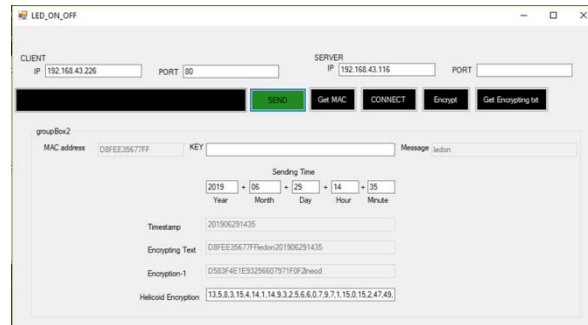 LED_ON_OFF
CLIENT
IP 192.168.43.226 PORT 80
SERVER
IP 192.168.43.116 PORT
SEND Get MAC CONNECT Encrypt Get Encrypting txt
groupBox2
MAC address D8FEE35677FF KEY Message ledon
Sending Time
2019 + 06 + 29 + 14 + 35
Year Month Day Hour Minute
Timestamp 201906291435
Encrypting Text D8FEE35677FFledon201906291435
Encryption-1 D583F4E1E93256607971F0F2lneod
Helicoid Encryption 13,5,8,3,15,4,14,1,14,9,3,2,5,6,6,0,7,9,7,1,15,0,15,2,47,49,